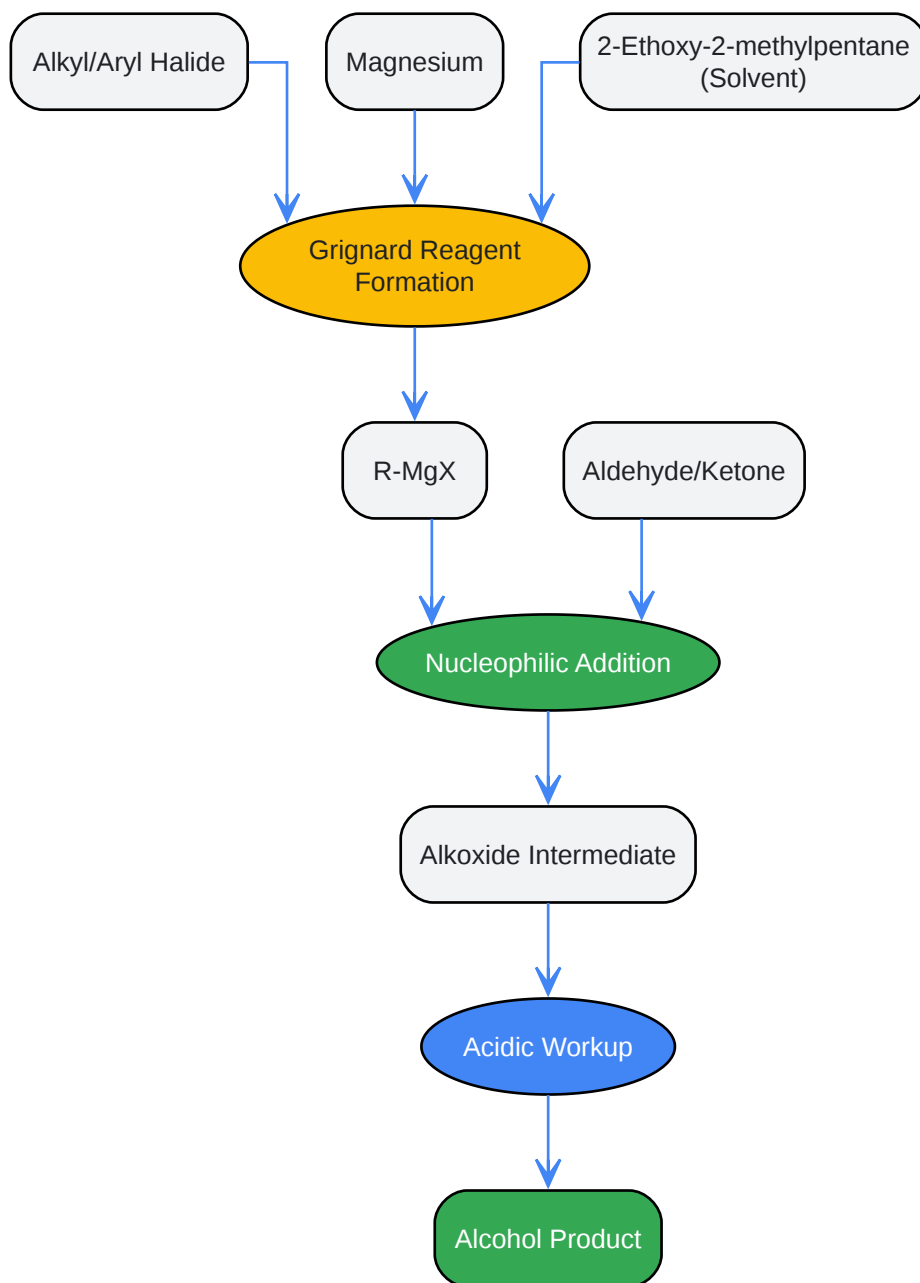 Alkyl/Aryl Halide
Magnesium
2-Ethoxy-2-methylpentane
(Solvent)
Grignard Reagent
Formation
R-MgX
Aldehyde/Ketone
Nucleophilic Addition
Alkoxide Intermediate
Acidic Workup
Alcohol Product